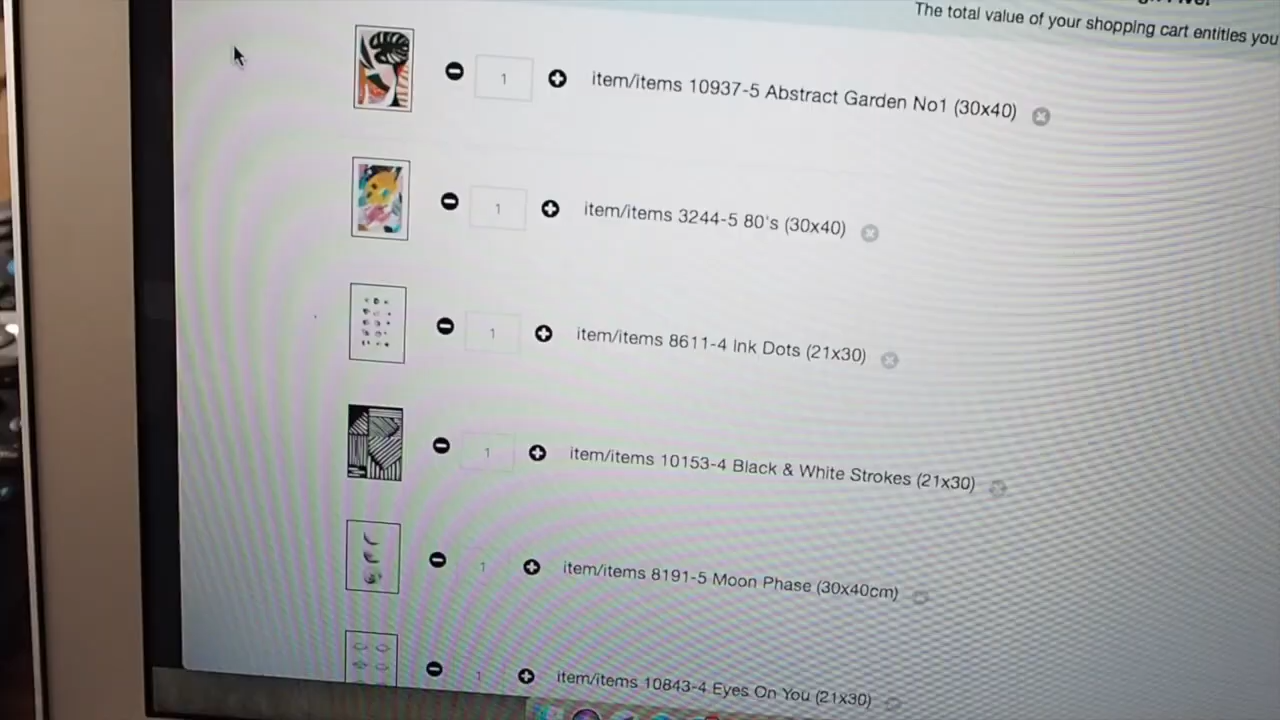 The total value of your shopping cart entitles you
1 item/items 10937-5 Abstract Garden No1 (30x40)
1 item/items 3244-5 80's (30x40)
1 item/items 8611-4 Ink Dots (21x30)
1 item/items 10153-4 Black & White Strokes (21x30)
1 item/items 8191-5 Moon Phase (30x40cm)
1 item/items 10843-4 Eyes On You (21x30)